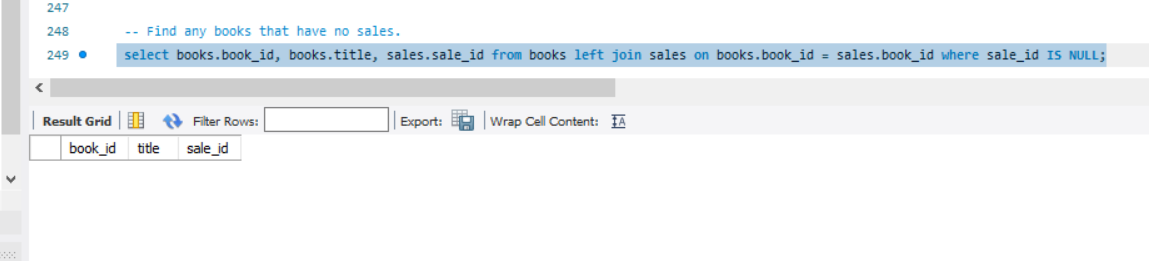 247
248 -- Find any books that have no sales.
249 select books.book_id, books.title, sales.sale_id from books left join sales on books.book_id = sales.book_id where sale_id IS NULL;
Result Grid Filter Rows: Export: Wrap Cell Content: IA
book_id title sale_id